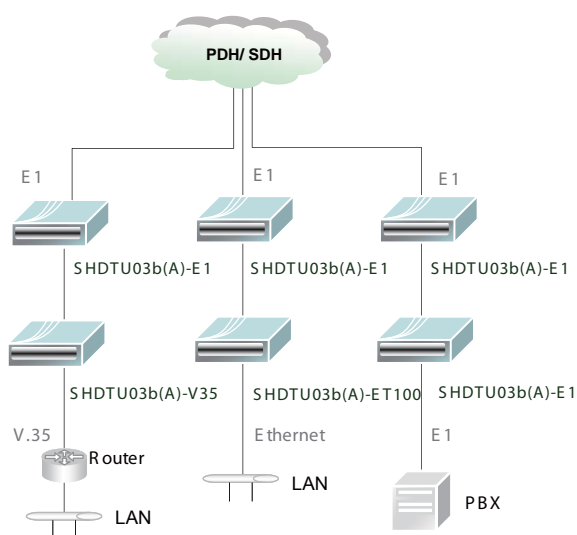 PDH/ SDH
E1
E1
E1
SHDTU03b(A)-E1
SHDTU03b(A)-E1
SHDTU03b(A)-E1
SHDTU03b(A)-V35
SHDTU03b(A)-ET100
SHDTU03b(A)-E1
V.35
Ethernet
E1
Router
LAN
PBX
LAN